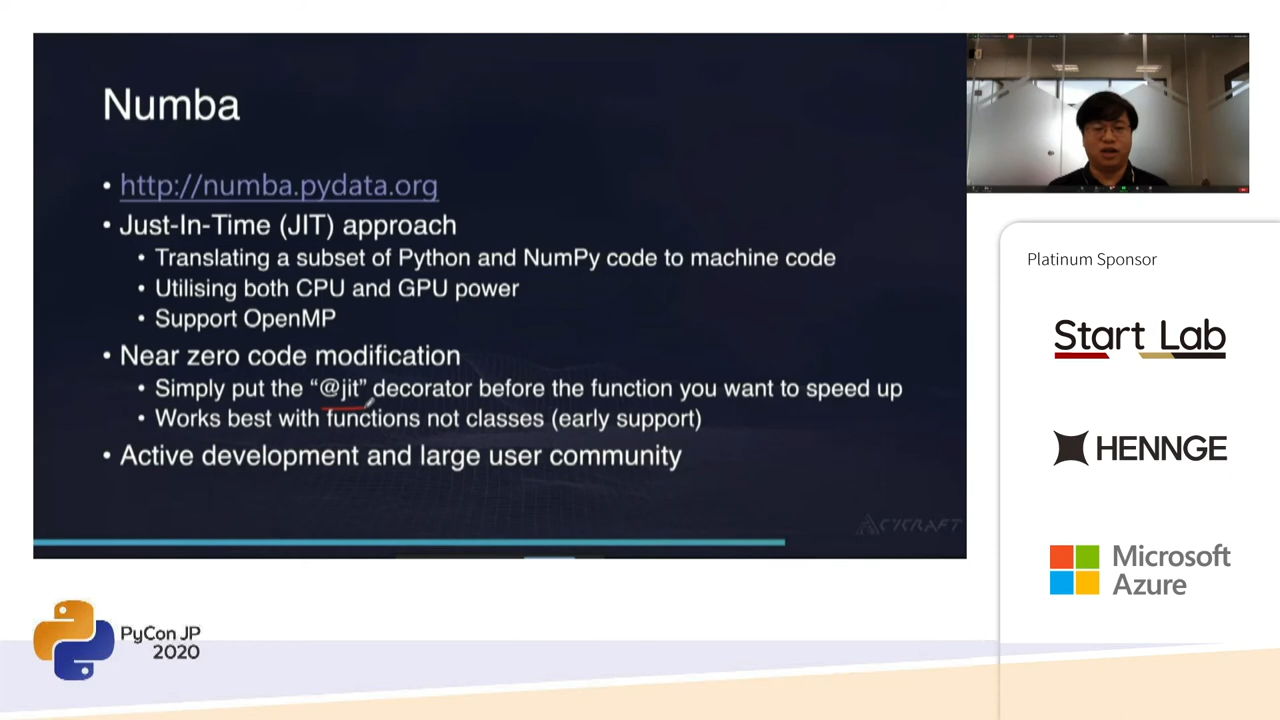 Numba
• http://numba.pydata.org
• Just-In-Time (JIT) approach
• Translating a subset of Python and NumPy code to machine code
• Utilising both CPU and GPU power
• Support OpenMP
• Near zero code modification
• Simply put the “@jit” decorator before the function you want to speed up
• Works best with functions not classes (early support)
• Active development and large user community
CYCRAFT
Platinum Sponsor
Start Lab
HENNGE
Microsoft
Azure
PyCon JP
2020